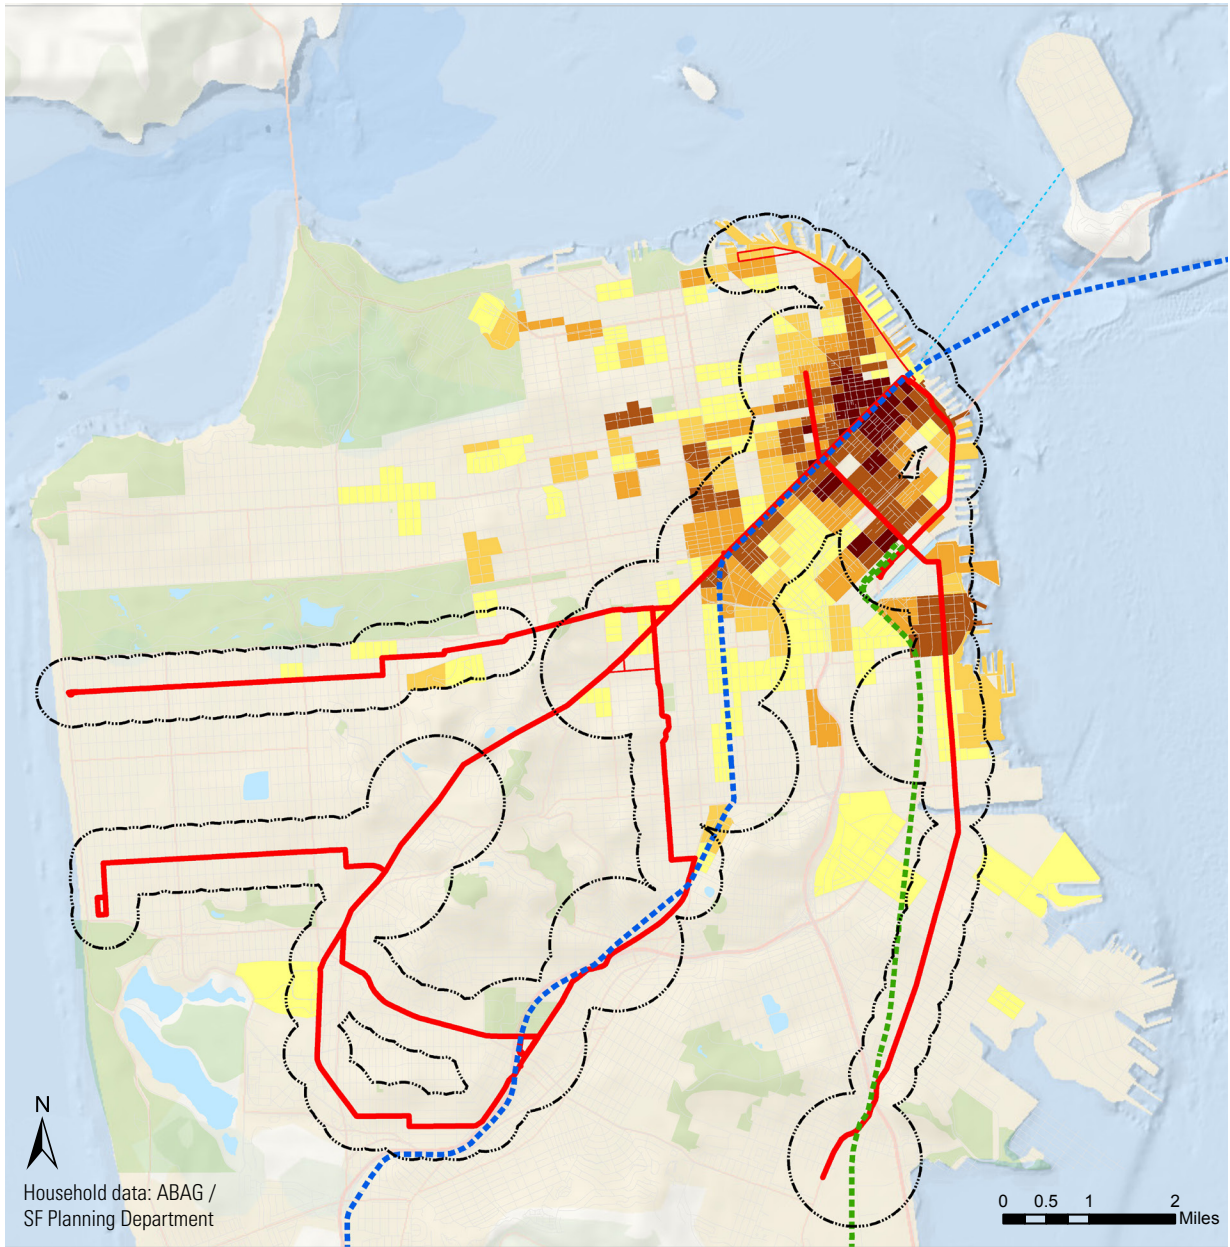 N
Household data: ABAG /
SF Planning Department
0 0.5 1 2
Miles